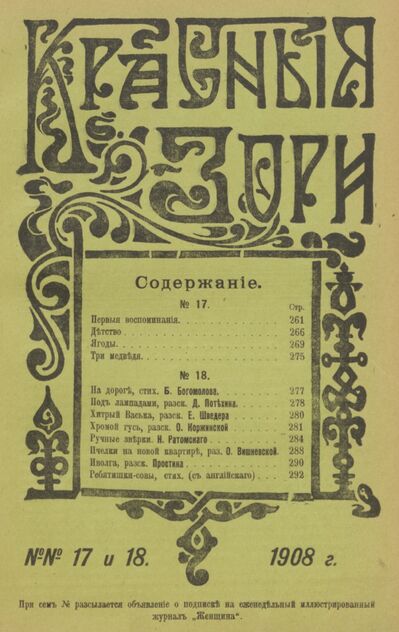 КРАСНЫЯ
ЗОРИ
Содержаніе.
№ 17.
Стр.
Первыя воспоминанія. 261
Дѣтство 266
Ягоды. 269
Три медвѣдя. 275
№ 18.
На дорогѣ, стих. Б. Богомолова. 277
Подъ лампадами, разск. Д. Потѣхина. 278
Хитрый Васька, разск. Е. Шведера 280
Хромой гусь, разск. О. Коржинской 281
Ручные звѣрки. Н. Ратомскаго 284
Пчелки на новой квартирѣ, раз. О. Вишневской. 288
Иволга, разск. Простина 290
Ребятишки-совы, стих. (съ англійскаго) 292
№№ 17 и 18. 1908 г.
При семъ № разсылается объявленіе о подпискѣ на еженедѣльный иллюстрированный
журналъ „Женщина".